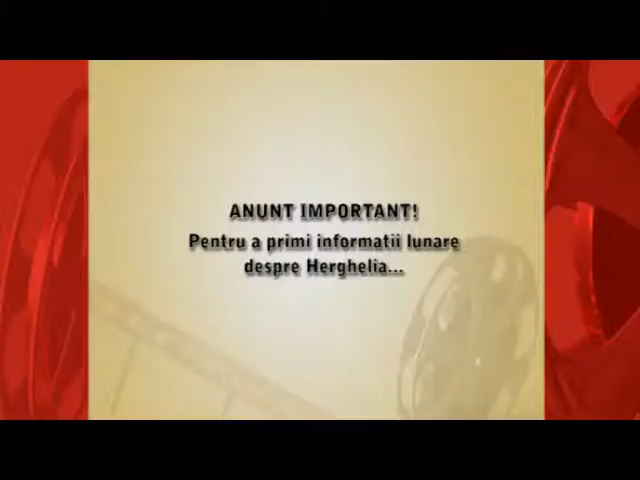 ANUNT IMPORTANT!
Pentru a primi informatii lunare
despre Herghelia...